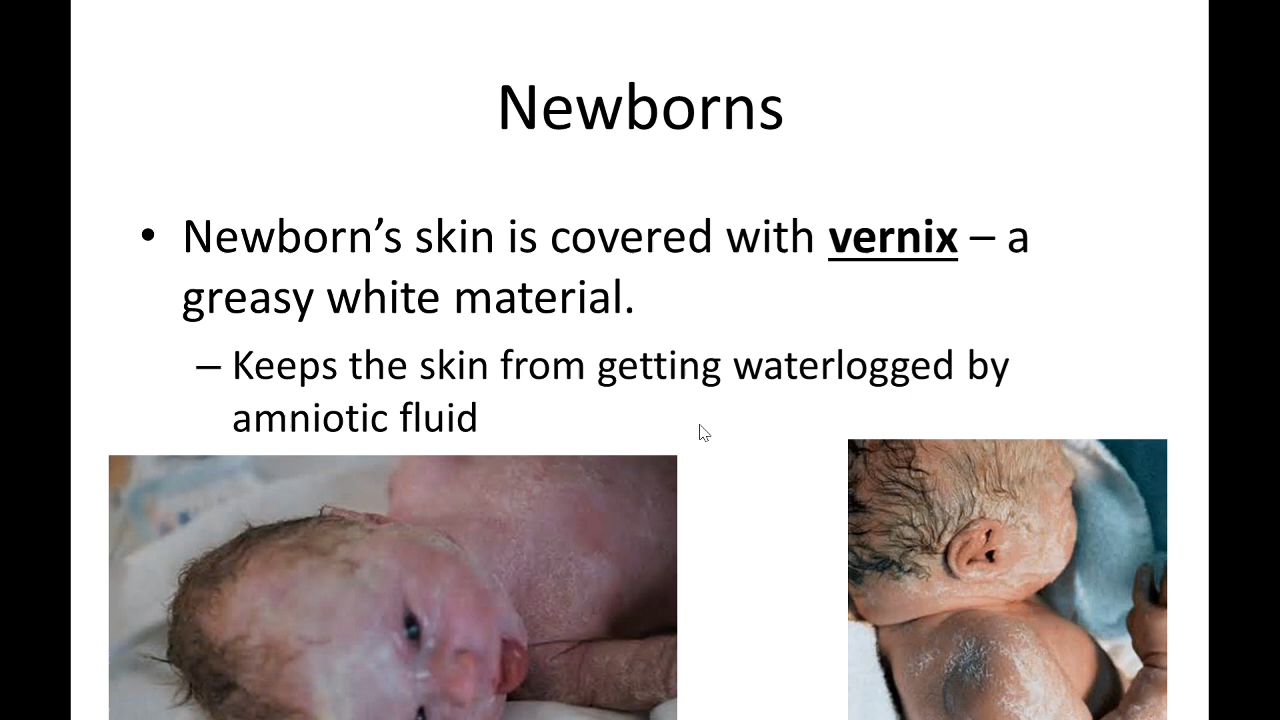 Newborns
• Newborn’s skin is covered with vernix – a
greasy white material.
– Keeps the skin from getting waterlogged by
amniotic fluid